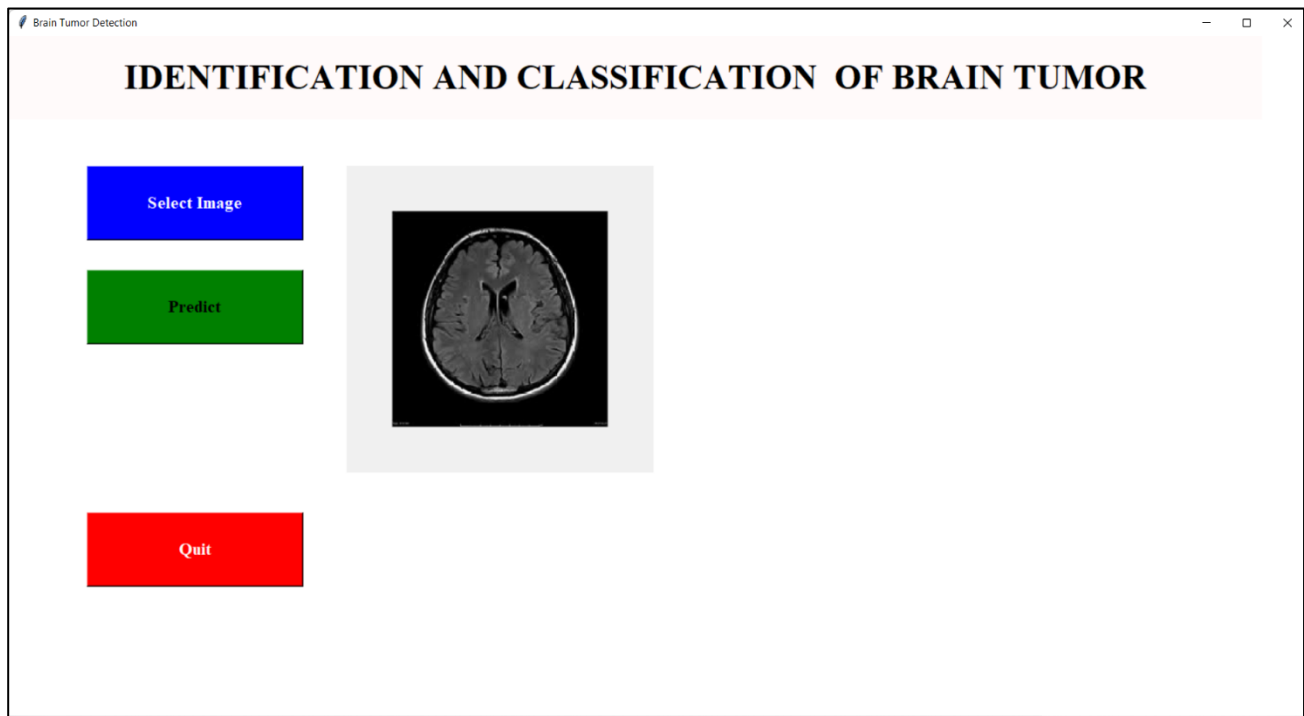 Brain Tumor Detection
IDENTIFICATION AND CLASSIFICATION  OF BRAIN TUMOR
Select Image
Predict
Quit